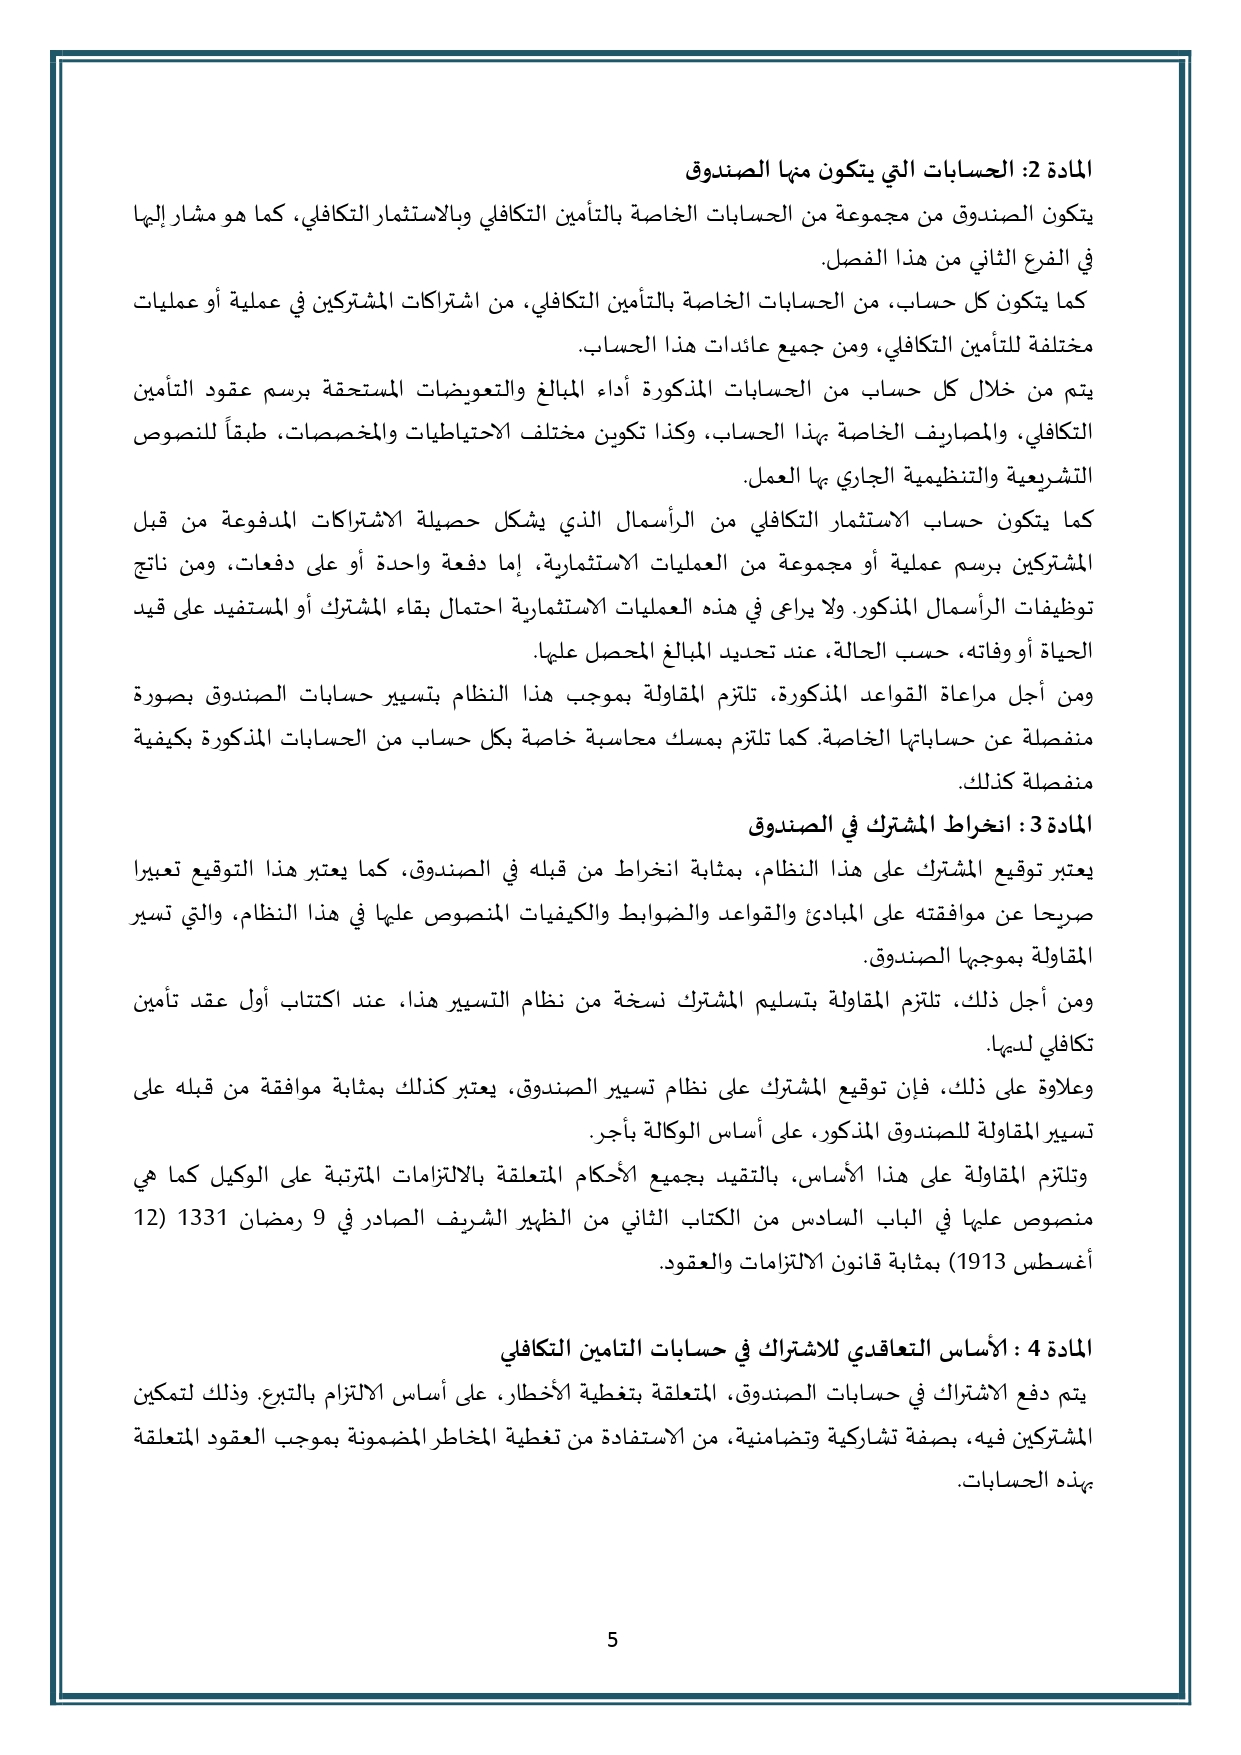 المادة 2: الحسابات التي يتكون منها الصندوق
يتكون الصندوق من مجموعة من الحسابات الخاصة بالتأمين التكافلي وبالاستثمار التكافلي، كما هو مشار إليها
في الفرع الثاني من هذا الفصل.
كما يتكون كل حساب، من الحسابات الخاصة بالتأمين التكافلي، من اشتراكات المشتركين في عملية أو عمليات
مختلفة للتأمين التكافلي، ومن جميع عائدات هذا الحساب.
يتم من خلال كل حساب من الحسابات المذكورة أداء المبالغ والتعويضات المستحقة برسم عقود التأمين
التكافلي، والمصاريف الخاصة بهذا الحساب، وكذا تكوين مختلف الاحتياطيات والمخصصات، طبقاً للنصوص
التشريعية والتنظيمية الجاري بها العمل.
كما يتكون حساب الاستثمار التكافلي من الرأسمال الذي يشكل حصيلة الاشتراكات المدفوعة من قبل
المشتركين برسم عملية أو مجموعة من العمليات الاستثمارية، إما دفعة واحدة أو على دفعات، ومن ناتج
توظيفات الرأسمال المذكور. ولا يراعى في هذه العمليات الاستثمارية احتمال بقاء المشترك أو المستفيد على قيد
الحياة أو وفاته، حسب الحالة، عند تحديد المبالغ المحصل عليها.
ومن أجل مراعاة القواعد المذكورة، تلتزم المقاولة بموجب هذا النظام بتسيير حسابات الصندوق بصورة
منفصلة عن حساباتها الخاصة. كما تلتزم بمسك محاسبة خاصة بكل حساب من الحسابات المذكورة بكيفية
منفصلة كذلك.
المادة 3 : انخراط المشترك في الصندوق
يعتبر توقيع المشترك على هذا النظام، بمثابة انخراط من قبله في الصندوق، كما يعتبر هذا التوقيع تعبيرا
صريحا عن موافقته على المبادئ والقواعد والضوابط والكيفيات المنصوص عليها في هذا النظام، والتي تسير
المقاولة بموجبها الصندوق.
ومن أجل ذلك، تلتزم المقاولة بتسليم المشترك نسخة من نظام التسيير هذا، عند اكتتاب أول عقد تأمين
تكافلي لديها.
وعلاوة على ذلك، فإن توقيع المشترك على نظام تسيير الصندوق، يعتبر كذلك بمثابة موافقة من قبله على
تسيير المقاولة للصندوق المذكور، على أساس الوكالة بأجر.
وتلتزم المقاولة على هذا الأساس، بالتقيد بجميع الأحكام المتعلقة بالالتزامات المترتبة على الوكيل كما هي
منصوص عليها في الباب السادس من الكتاب الثاني من الظهير الشريف الصادر في 9 رمضان 1331 (12
أغسطس 1913) بمثابة قانون الالتزامات والعقود.
المادة 4 : الأساس التعاقدي للاشتراك في حسابات التامين التكافلي
يتم دفع الاشتراك في حسابات الصندوق، المتعلقة بتغطية الأخطار، على أساس الالتزام بالتبرع. وذلك لتمكين
المشتركين فيه، بصفة تشاركية وتضامنية، من الاستفادة من تغطية المخاطر المضمونة بموجب العقود المتعلقة
بهذه الحسابات.
5